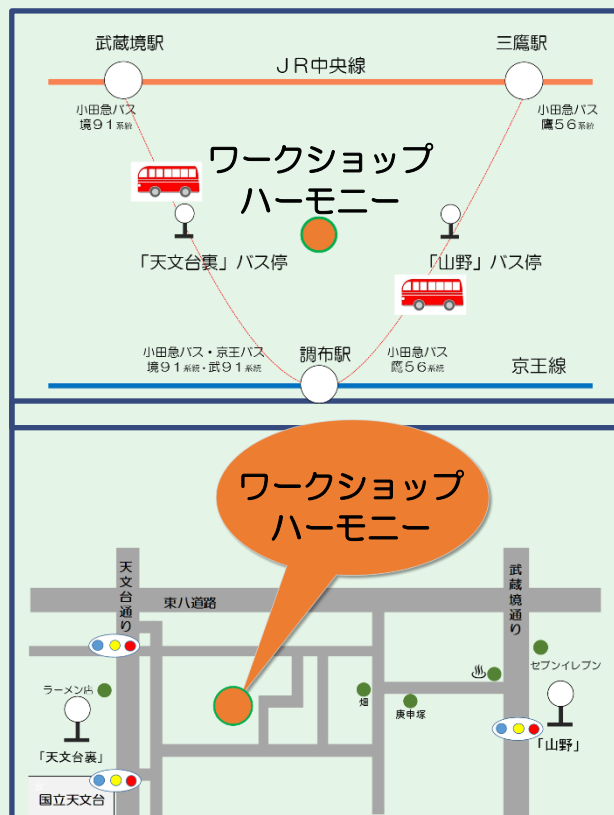 武蔵境駅
三鷹駅
ＪＲ中央線
小田急バス
境９１系統
小田急バス
鷹５６系統
ワークショップ
ハーモニー
「天文台裏」バス停
「山野」バス停
小田急バス・京王バス
境９１系統・武９１系統
調布駅
小田急バス
鷹５６系統
京王線
ワークショップ
ハーモニー
天文台通り
東八道路
武蔵境通り
セブンイレブン
ラーメン店
畑
庚申塚
「天文台裏」
「山野」
国立天文台